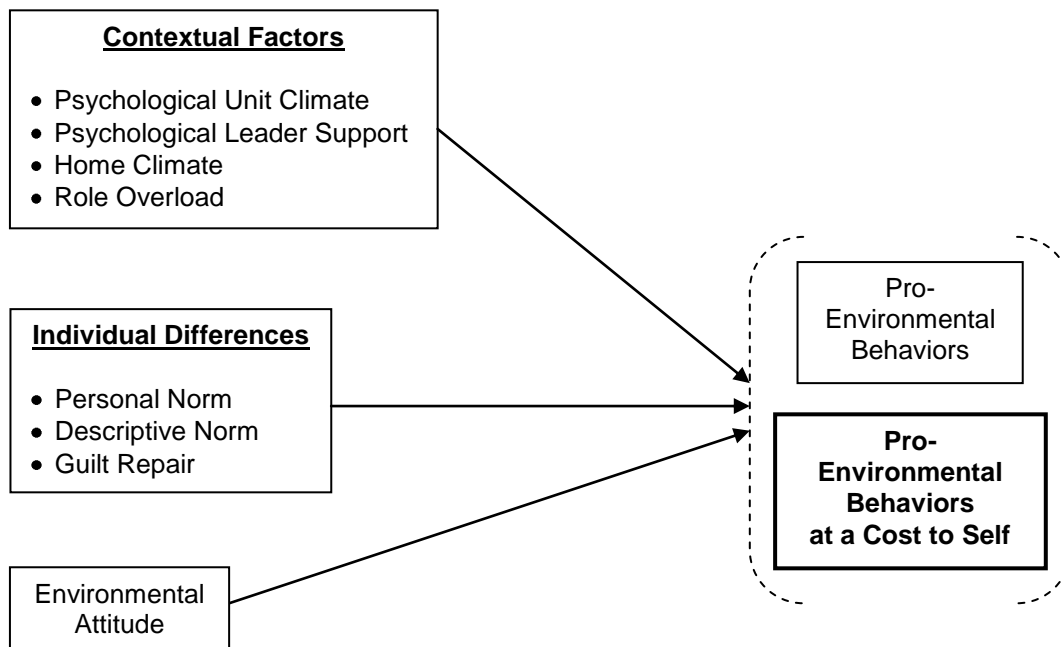 Contextual Factors
• Psychological Unit Climate
• Psychological Leader Support
• Home Climate
• Role Overload
Individual Differences
• Personal Norm
• Descriptive Norm
• Guilt Repair
Environmental
Attitude
Pro-
Environmental
Behaviors
Pro-
Environmental
Behaviors
at a Cost to Self